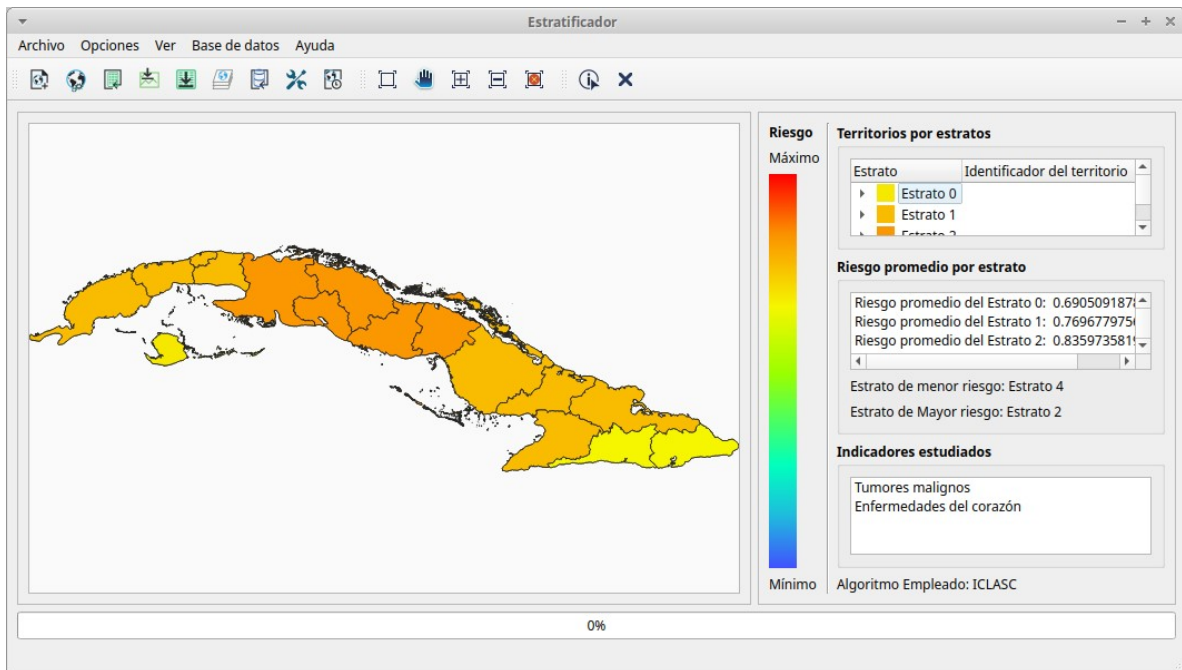 Estratificador
Archivo Opciones Ver Base de datos Ayuda
Riesgo
Máximo
Mínimo
Territorios por estratos
Estrato Identificador del territorio
Estrato 0
Estrato 1
Estrato 2
Riesgo promedio por estrato
Riesgo promedio del Estrato 0: 0.6905091878
Riesgo promedio del Estrato 1: 0.769677975
Riesgo promedio del Estrato 2: 0.835973581
Estrato de menor riesgo: Estrato 4
Estrato de Mayor riesgo: Estrato 2
Indicadores estudiados
Tumores malignos
Enfermedades del corazón
Algoritmo Empleado: ICLASC
0%